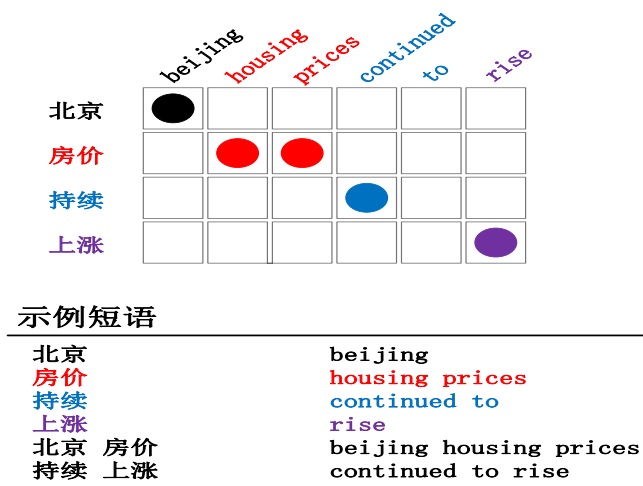 beijing housing prices continued to rise
北京
房价
持续
上涨
示例短语
北京 beijing
房价 housing prices
持续 continued to
上涨 rise
北京 房价 beijing housing prices
持续 上涨 continued to rise